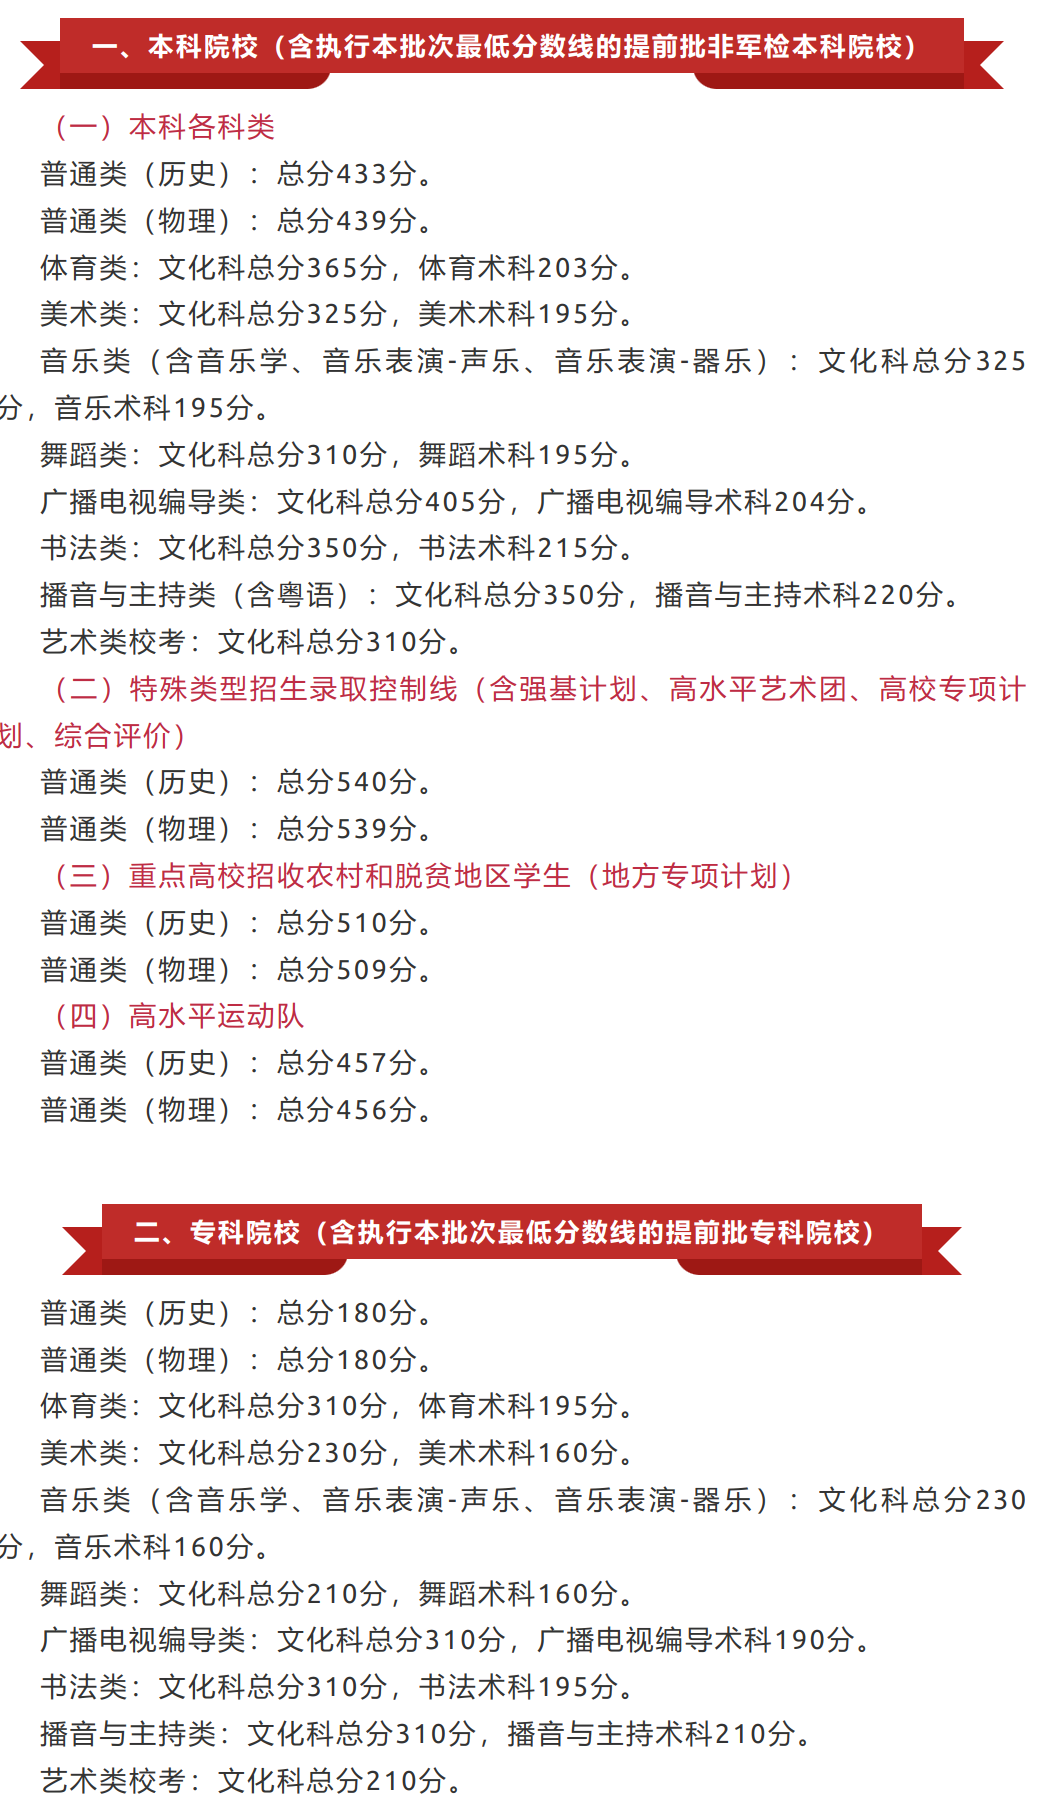 一、本科院校（含执行本批次最低分数线的提前批非军检本科院校）
（一）本科各科类
普通类（历史）：总分433分。
普通类（物理）：总分439分。
体育类：文化科总分365分，体育术科203分。
美术类：文化科总分325分，美术术科195分。
音乐类（含音乐学、音乐表演-声乐、音乐表演-器乐）：文化科总分325
分，音乐术科195分。
舞蹈类：文化科总分310分，舞蹈术科195分。
广播电视编导类：文化科总分405分，广播电视编导术科204分。
书法类：文化科总分350分，书法术科215分。
播音与主持类（含粤语）：文化科总分350分，播音与主持术科220分。
艺术类校考：文化科总分310分。
（二）特殊类型招生录取控制线（含强基计划、高水平艺术团、高校专项计
划、综合评价）
普通类（历史）：总分540分。
普通类（物理）：总分539分。
（三）重点高校招收农村和脱贫地区学生（地方专项计划）
普通类（历史）：总分510分。
普通类（物理）：总分509分。
（四）高水平运动队
普通类（历史）：总分457分。
普通类（物理）：总分456分。
二、专科院校（含执行本批次最低分数线的提前批专科院校）
普通类（历史）：总分180分。
普通类（物理）：总分180分。
体育类：文化科总分310分，体育术科195分。
美术类：文化科总分230分，美术术科160分。
音乐类（含音乐学、音乐表演-声乐、音乐表演-器乐）：文化科总分230
分，音乐术科160分。
舞蹈类：文化科总分210分，舞蹈术科160分。
广播电视编导类：文化科总分310分，广播电视编导术科190分。
书法类：文化科总分310分，书法术科195分。
播音与主持类：文化科总分310分，播音与主持术科210分。
艺术类校考：文化科总分210分。